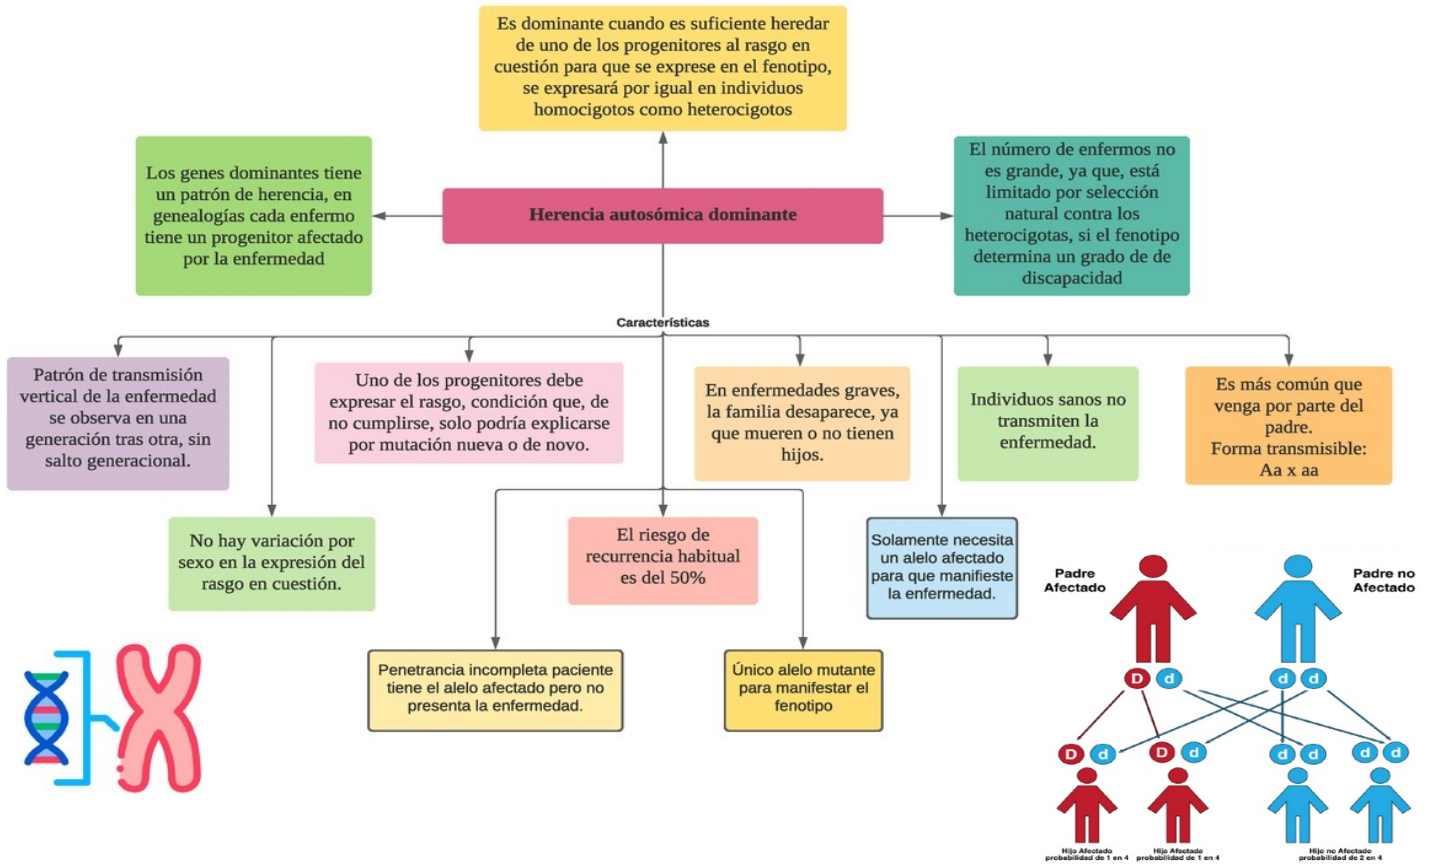 Es dominante cuando es suficiente heredar
de uno de los progenitores al rasgo en
cuestión para que se exprese en el fenotipo,
se expresará por igual en individuos
homocigotos como heterocigotos
Los genes dominantes tiene
un patrón de herencia, en
genealogías cada enfermo
tiene un progenitor afectado
por la enfermedad
Herencia autosómica dominante
El número de enfermos no
es grande, ya que, está
limitado por selección
natural contra los
heterocigotas, si el fenotipo
determina un grado de de
discapacidad
Características
Patrón de transmisión
vertical de la enfermedad
se observa en una
generación tras otra, sin
salto generacional.
Uno de los progenitores debe
expresar el rasgo, condición que, de
no cumplirse, solo podría explicarse
por mutación nueva o de novo.
En enfermedades graves,
la familia desaparece, ya
que mueren o no tienen
hijos.
Individuos sanos no
transmiten la
enfermedad.
Es más común que
venga por parte del
padre.
Forma transmisible:
Aa x aa
No hay variación por
sexo en la expresión del
rasgo en cuestión.
El riesgo de
recurrencia habitual
es del 50%
Solamente necesita
un alelo afectado
para que manifieste
la enfermedad.
Penetrancia incompleta paciente
tiene el alelo afectado pero no
presenta la enfermedad.
Único alelo mutante
para manifestar el
fenotipo
Padre
Afectado
Padre no
Afectado
D d d d
D d D d d d d d
Hijo Afectado
probabilidad de 1 en 4
Hija Afectada
probabilidad de 1 en 4
Hijo no Afectado
probabilidad de 2 en 4